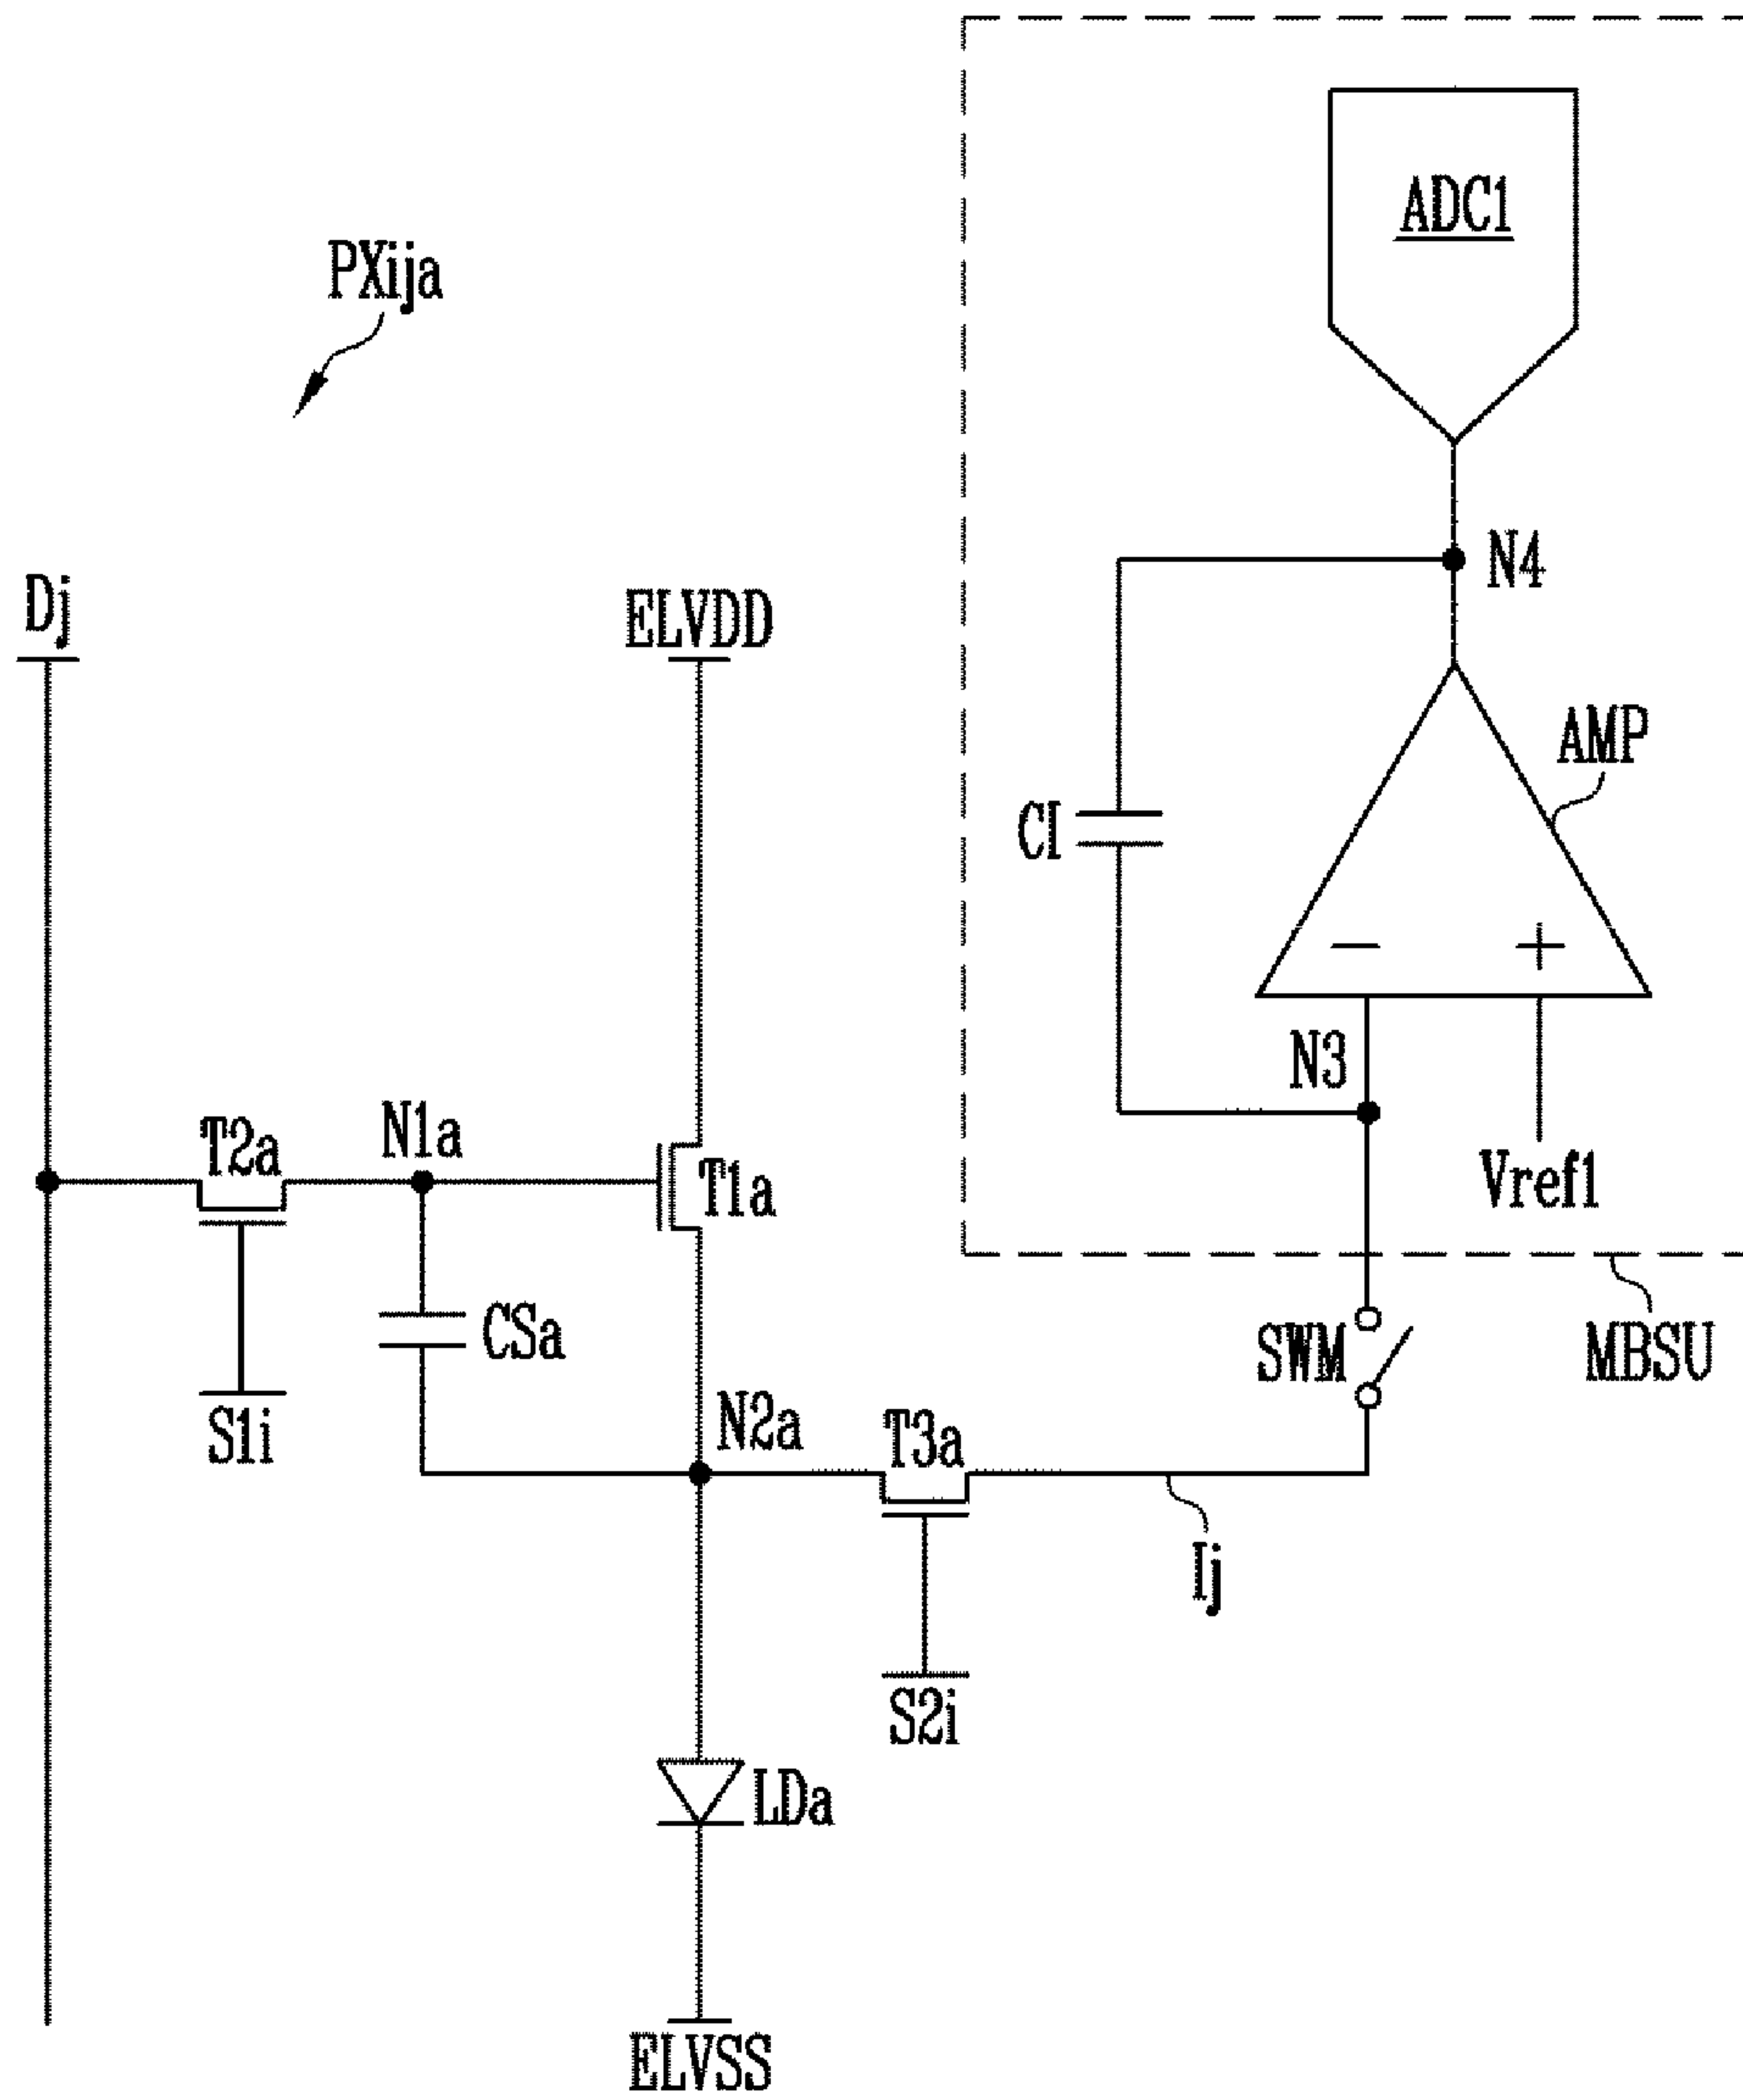 ADC1
PXija
N4
Dj
ELVDD
AMP
CI
−
+
N3
N1a
T2a
T1a
Vref1
CSa
SWM
MBSU
N2a
T3a
S1i
Ij
S2i
LDa
ELVSS